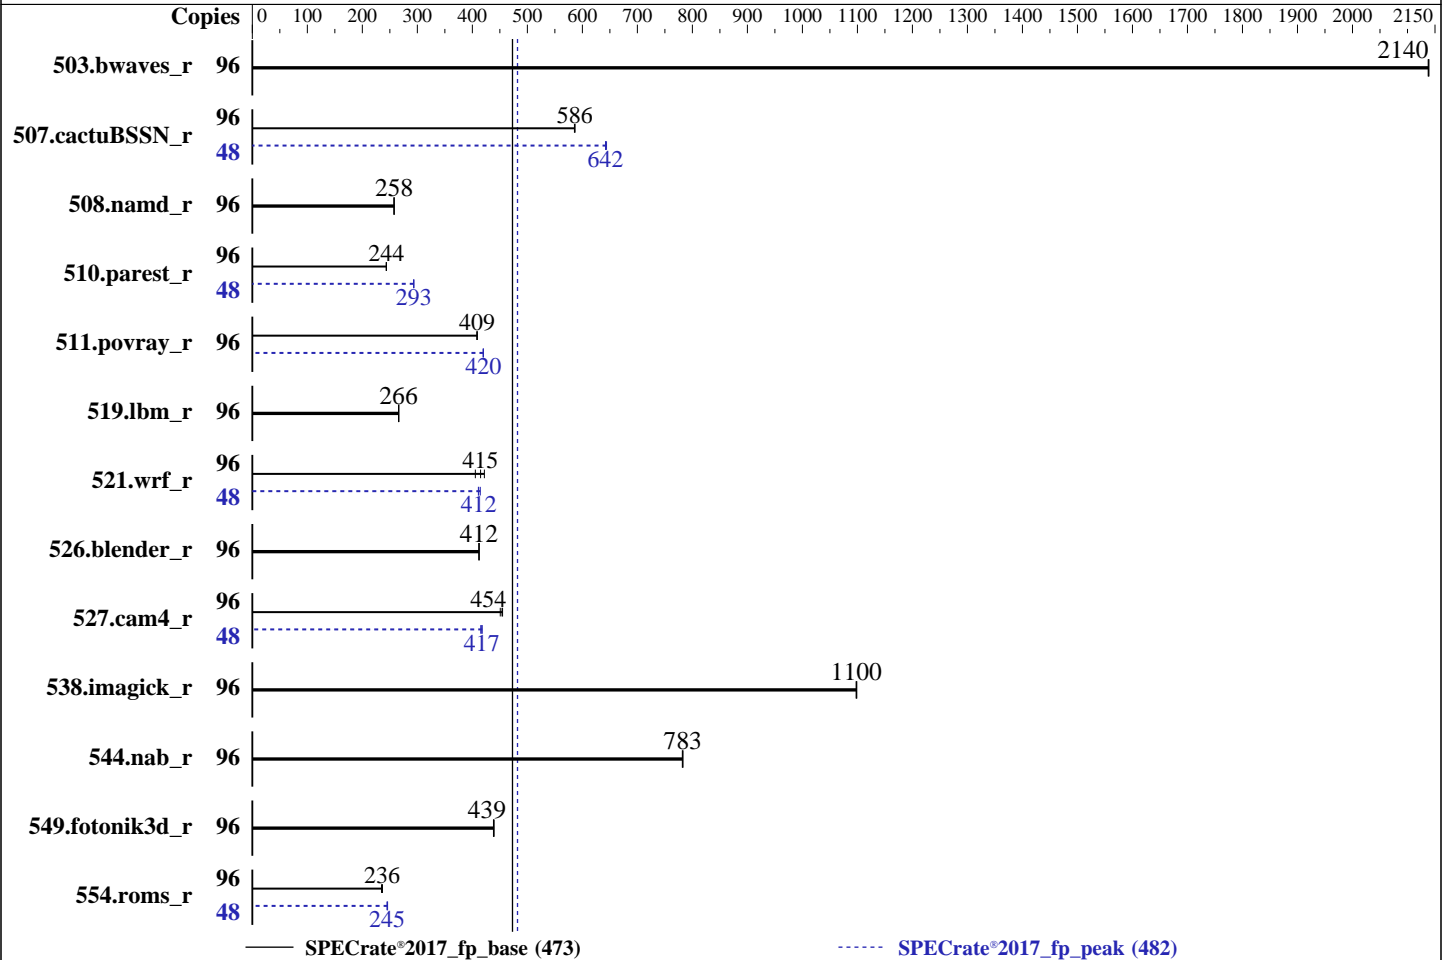 Copies 0 100 200 300 400 500 600 700 800 900 1000 1100 1200 1300 1400 1500 1600 1700 1800 1900 2000 2150
503.bwaves_r 96 2140
507.cactuBSSN_r 96 586
48 642
508.namd_r 96 258
510.parest_r 96 244
48 293
511.povray_r 96 409
420
519.lbm_r 96 266
521.wrf_r 96 415
48 412
526.blender_r 96 412
527.cam4_r 96 454
48 417
538.imagick_r 96 1100
544.nab_r 96 783
549.fotonik3d_r 96 439
554.roms_r 96 236
48 245
SPECrate®2017_fp_base (473) SPECrate®2017_fp_peak (482)